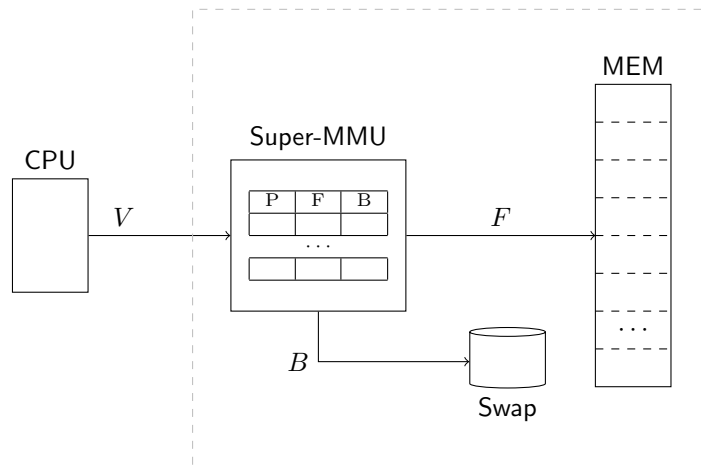 MEM
Super-MMU
CPU
P F B
V
F
...
...
B
Swap